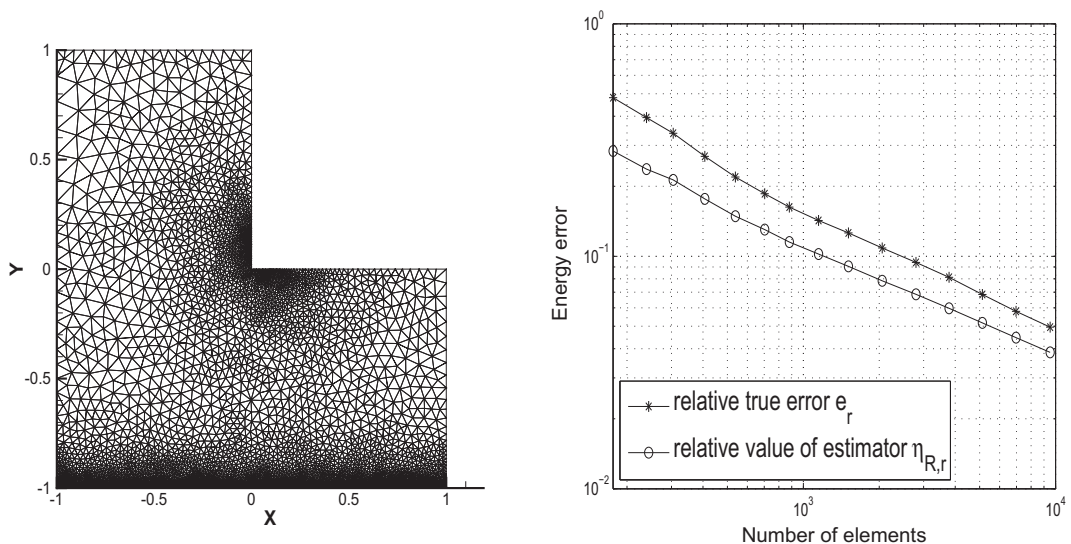 1
0.5
0
-0.5
-1
Y
-1
-0.5
0
0.5
1
X
10^0
10^-1
10^-2
Energy error
relative true error e_r
relative value of estimator η_R,r
10^3
10^4
Number of elements